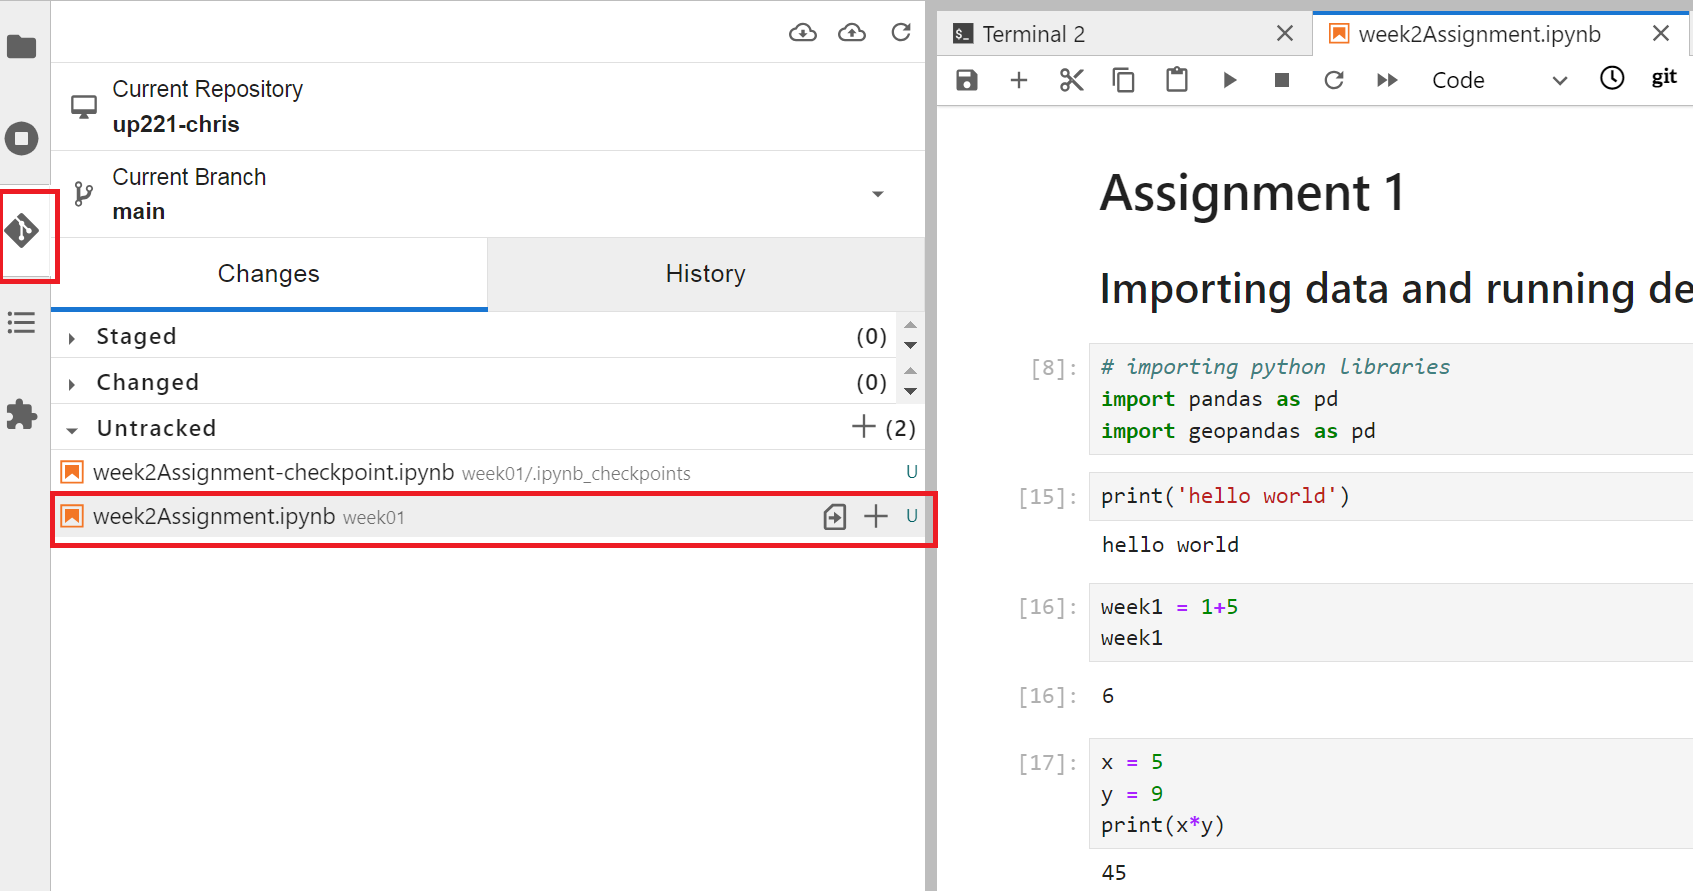 Current Repository
up221-chris
Current Branch
main
Changes
History
Staged (0)
Changed (0)
Untracked (2)
week2Assignment-checkpoint.ipynb week01/.ipynb_checkpoints U
week2Assignment.ipynb week01 U
Terminal 2
week2Assignment.ipynb
Code
git
Assignment 1
Importing data and running de
[8]:
# importing python libraries
import pandas as pd
import geopandas as pd
[15]:
print('hello world')
hello world
[16]:
week1 = 1+5
week1
[16]:
6
[17]:
x = 5
y = 9
print(x*y)
45